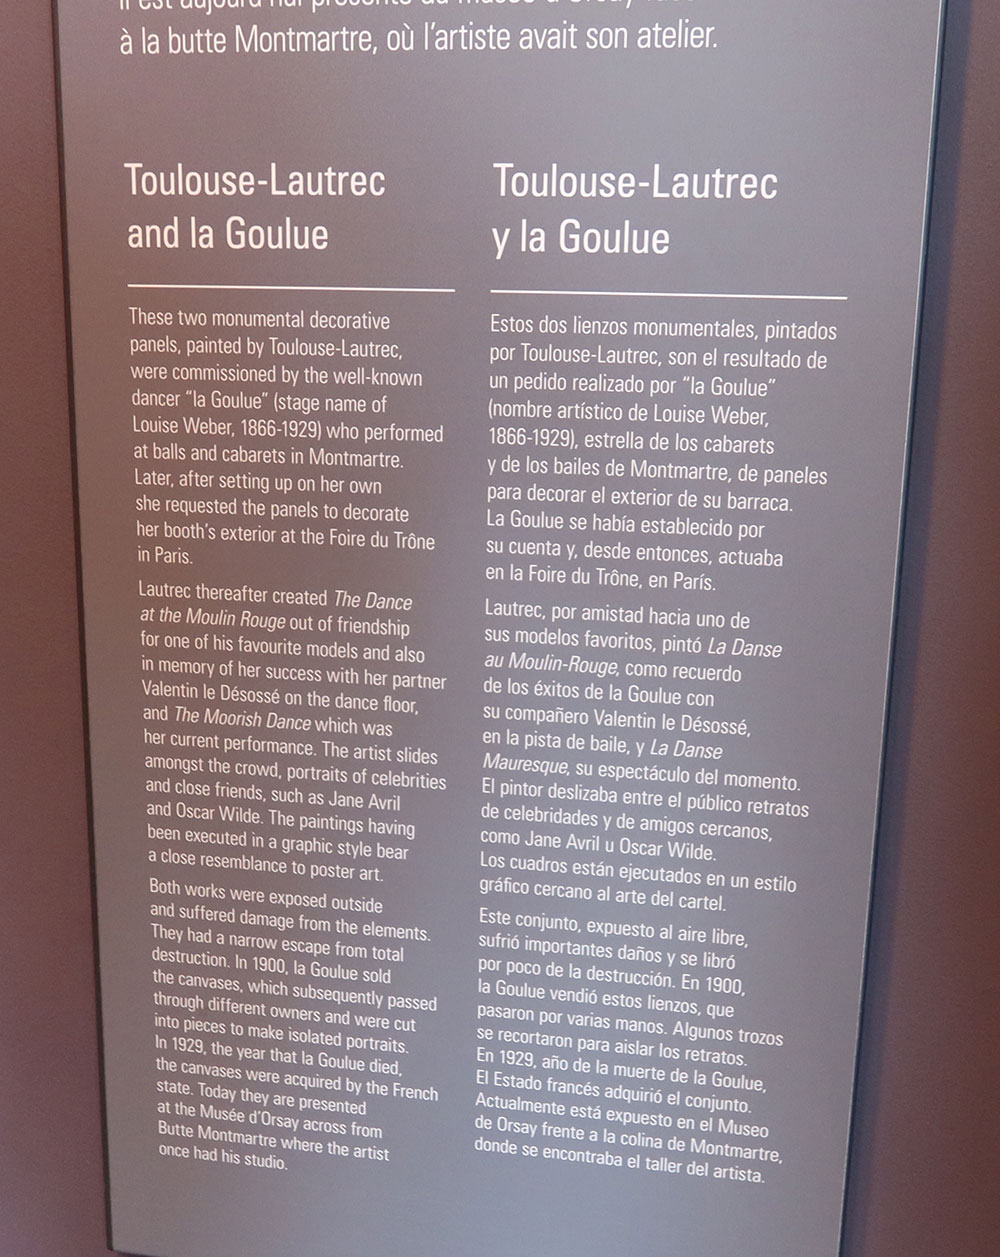 il est aujourd'hui présenté au musée d'Orsay face
à la butte Montmartre, où l'artiste avait son atelier.
Toulouse-Lautrec
and la Goulue
These two monumental decorative
panels, painted by Toulouse-Lautrec,
were commissioned by the well-known
dancer “la Goulue” (stage name of
Louise Weber, 1866-1929) who performed
at balls and cabarets in Montmartre.
Later, after setting up on her own
she requested the panels to decorate
her booth's exterior at the Foire du Trône
in Paris.
Lautrec thereafter created The Dance
at the Moulin Rouge out of friendship
for one of his favourite models and also
in memory of her success with her partner
Valentin le Désossé on the dance floor,
and The Moorish Dance which was
her current performance. The artist slides
amongst the crowd, portraits of celebrities
and close friends, such as Jane Avril
and Oscar Wilde. The paintings having
been executed in a graphic style bear
a close resemblance to poster art.
Both works were exposed outside
and suffered damage from the elements.
They had a narrow escape from total
destruction. In 1900, la Goulue sold
the canvases, which subsequently passed
through different owners and were cut
into pieces to make isolated portraits.
In 1929, the year that la Goulue died,
the canvases were acquired by the French
state. Today they are presented
at the Musée d'Orsay across from
Butte Montmartre where the artist
once had his studio.
Toulouse-Lautrec
y la Goulue
Estos dos lienzos monumentales, pintados
por Toulouse-Lautrec, son el resultado de
un pedido realizado por “la Goulue”
(nombre artístico de Louise Weber,
1866-1929), estrella de los cabarets
y de los bailes de Montmartre, de paneles
para decorar el exterior de su barraca.
La Goulue se había establecido por
su cuenta y, desde entonces, actuaba
en la Foire du Trône, en París.
Lautrec, por amistad hacia uno de
sus modelos favoritos, pintó La Danse
au Moulin-Rouge, como recuerdo
de los éxitos de la Goulue con
su compañero Valentin le Désossé,
en la pista de baile, y La Danse
Mauresque, su espectáculo del momento.
El pintor deslizaba entre el público retratos
de celebridades y de amigos cercanos,
como Jane Avril u Oscar Wilde.
Los cuadros están ejecutados en un estilo
gráfico cercano al arte del cartel.
Este conjunto, expuesto al aire libre,
sufrió importantes daños y se libró
por poco de la destrucción. En 1900,
la Goulue vendió estos lienzos, que
pasaron por varias manos. Algunos trozos
se recortaron para aislar los retratos.
En 1929, año de la muerte de la Goulue,
El Estado francés adquirió el conjunto.
Actualmente está expuesto en el Museo
de Orsay frente a la colina de Montmartre,
donde se encontraba el taller del artista.